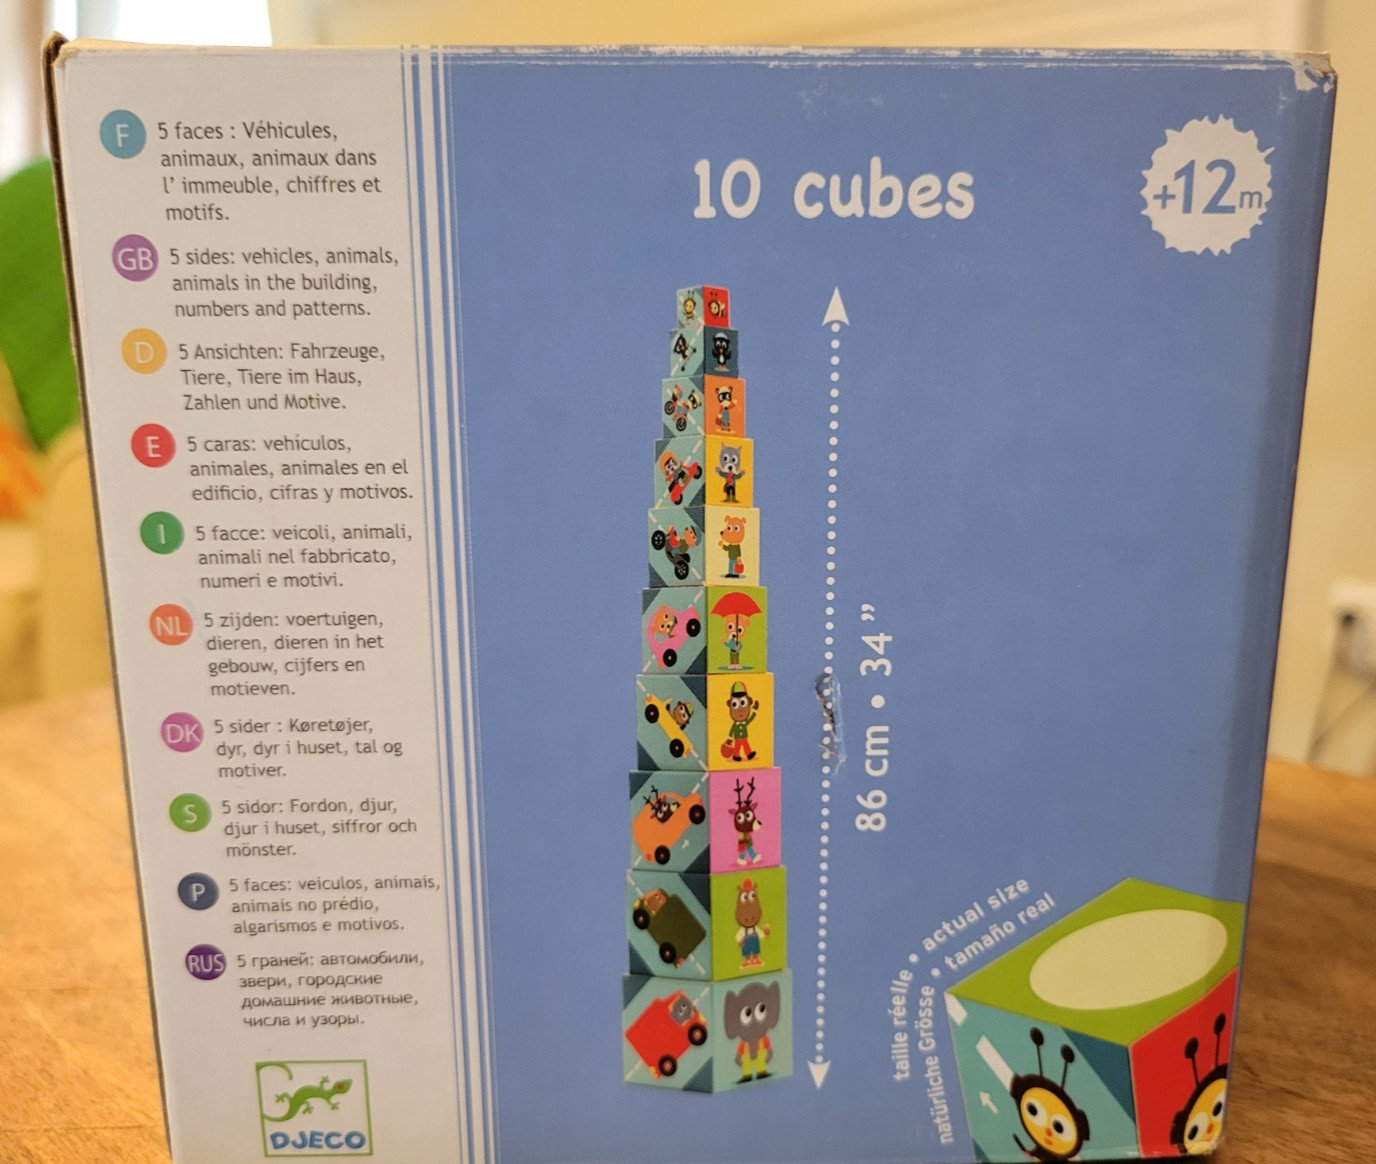 F
5 faces : Véhicules,
animaux, animaux dans
l’ immeuble, chiffres et
motifs.
GB
5 sides: vehicles, animals,
animals in the building,
numbers and patterns.
D
5 Ansichten: Fahrzeuge,
Tiere, Tiere im Haus,
Zahlen und Motive.
E
5 caras: vehículos,
animales, animales en el
edificio, cifras y motivos.
I
5 facce: veicoli, animali,
animali nel fabbricato,
numeri e motivi.
NL
5 zijden: voertuigen,
dieren, dieren in het
gebouw, cijfers en
motieven.
DK
5 sider : Køretøjer,
dyr, dyr i huset, tal og
motiver.
S
5 sidor: Fordon, djur,
djur i huset, siffror och
mönster.
P
5 faces: veiculos, animais,
animais no prédio,
algarismos e motivos.
RUS
5 граней: автомобили,
звери, городские
домашние животные,
числа и узоры.
DJECO
10 cubes
+12m
86 cm • 34”
taille réelle • actual size
natürliche Grösse • tamaño real